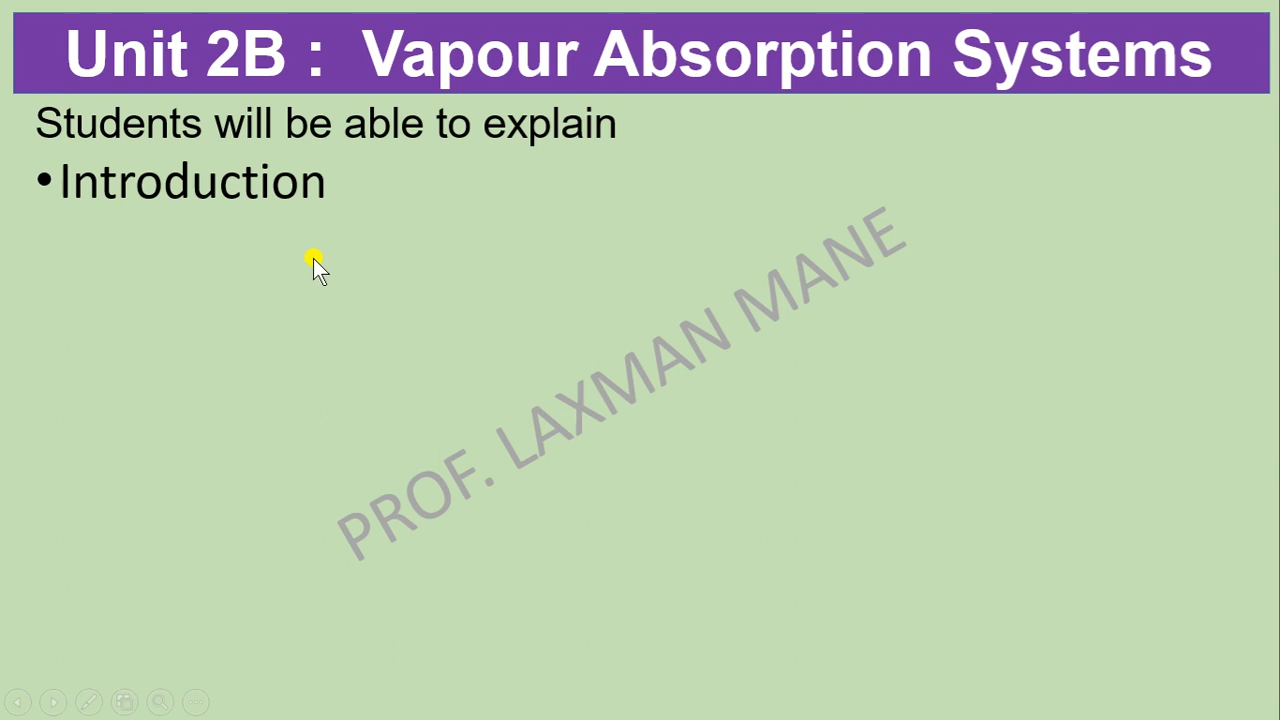 Unit 2B :  Vapour Absorption Systems
Students will be able to explain
•Introduction
PROF. LAXMAN MANE